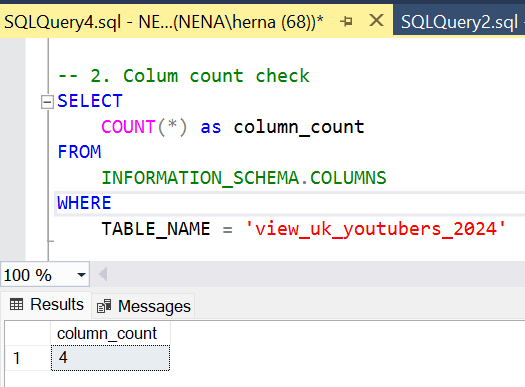 SQLQuery4.sql - NE...(NENA\herna (68))* SQLQuery2.sql
-- 2. Colum count check
SELECT
COUNT(*) as column_count
FROM
INFORMATION_SCHEMA.COLUMNS
WHERE
TABLE_NAME = 'view_uk_youtubers_2024'
100 %
Results Messages
column_count
1 4